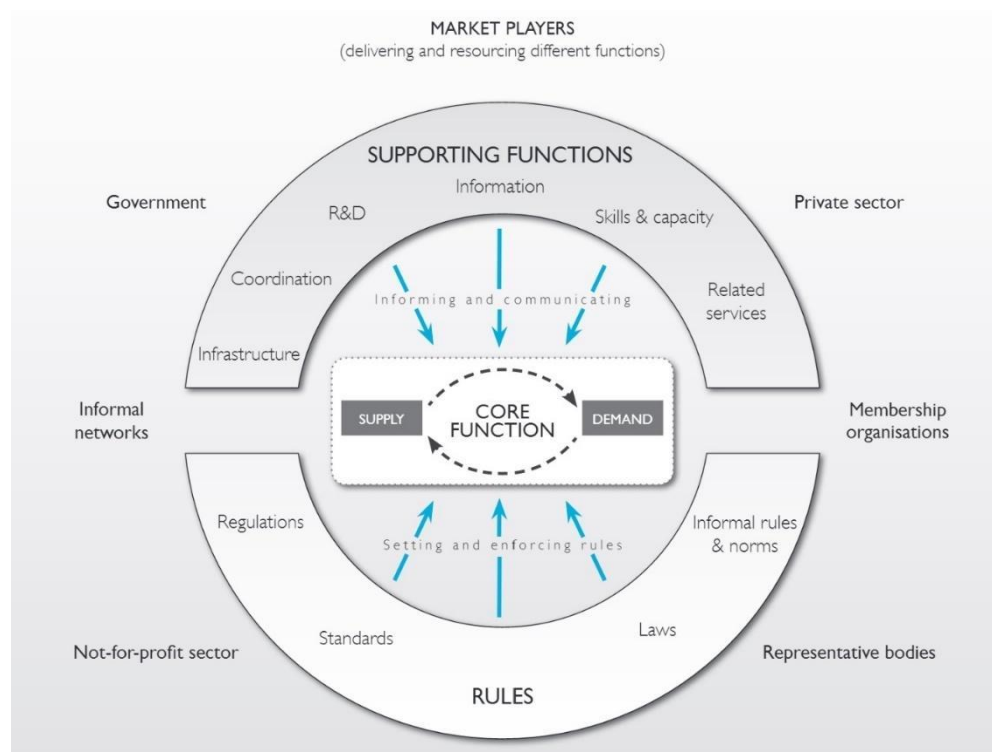 MARKET PLAYERS
(delivering and resourcing different functions)
SUPPORTING FUNCTIONS
Information
Government
R&D
Skills & capacity
Private sector
Coordination
Related
services
Informing and communicating
Infrastructure
Informal
networks
SUPPLY
CORE
FUNCTION
DEMAND
Membership
organisations
Regulations
Setting and enforcing rules
Informal rules
& norms
Standards
Laws
Not-for-profit sector
Representative bodies
RULES